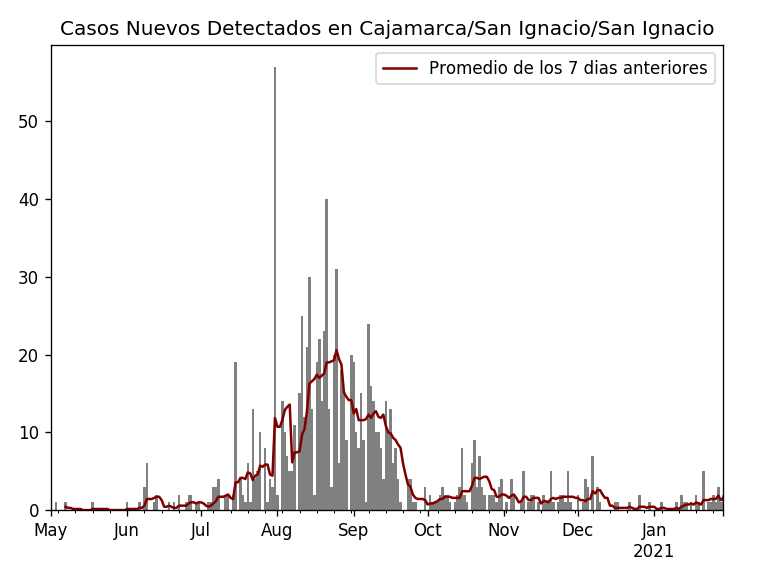 Casos Nuevos Detectados en Cajamarca/San Ignacio/San Ignacio
Promedio de los 7 dias anteriores
50
40
30
20
10
0
May Jun Jul Aug Sep Oct Nov Dec Jan
2021